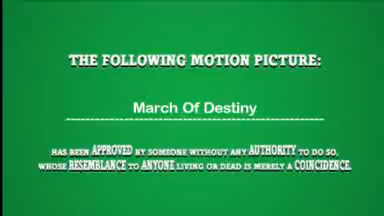 THE FOLLOWING MOTION PICTURE:
March Of Destiny
HAS BEEN APPROVED BY SOMEONE WITHOUT ANY AUTHORITY TO DO SO,
WHOSE RESEMBLANCE TO ANYONE LIVING OR DEAD IS MERELY A COINCIDENCE.